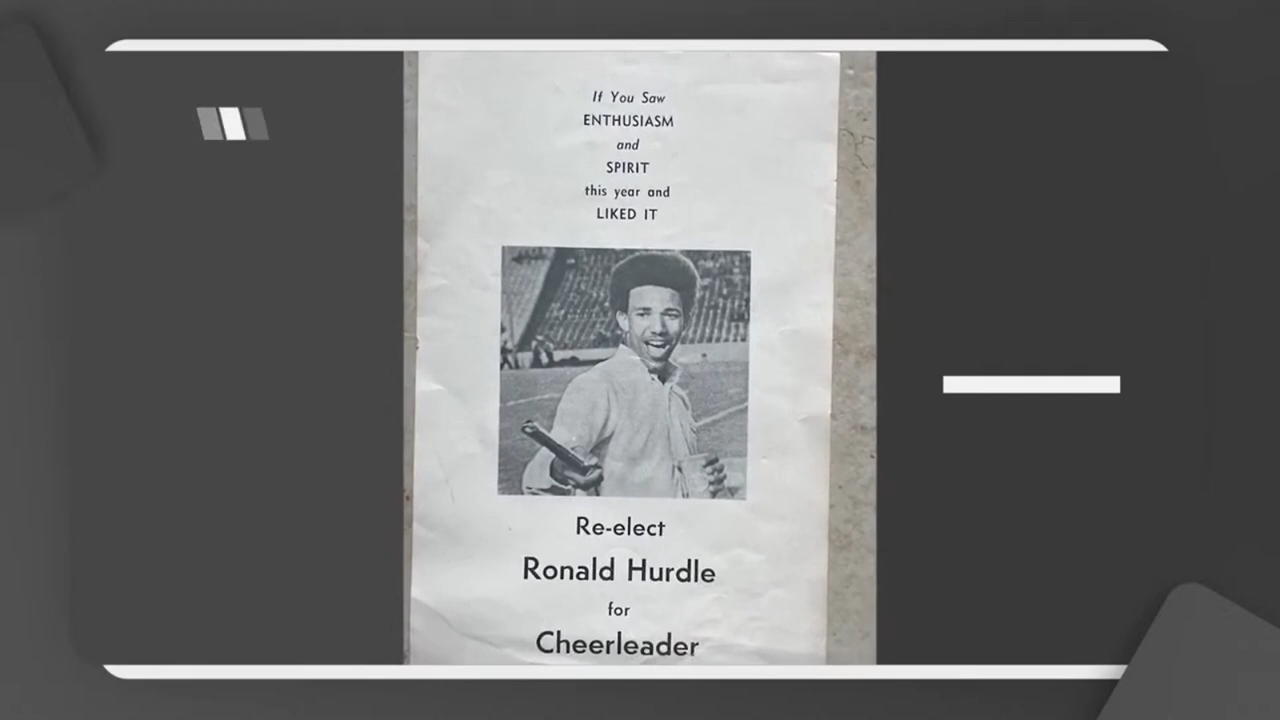 If You Saw
ENTHUSIASM
and
SPIRIT
this year and
LIKED IT
Re-elect
Ronald Hurdle
for
Cheerleader